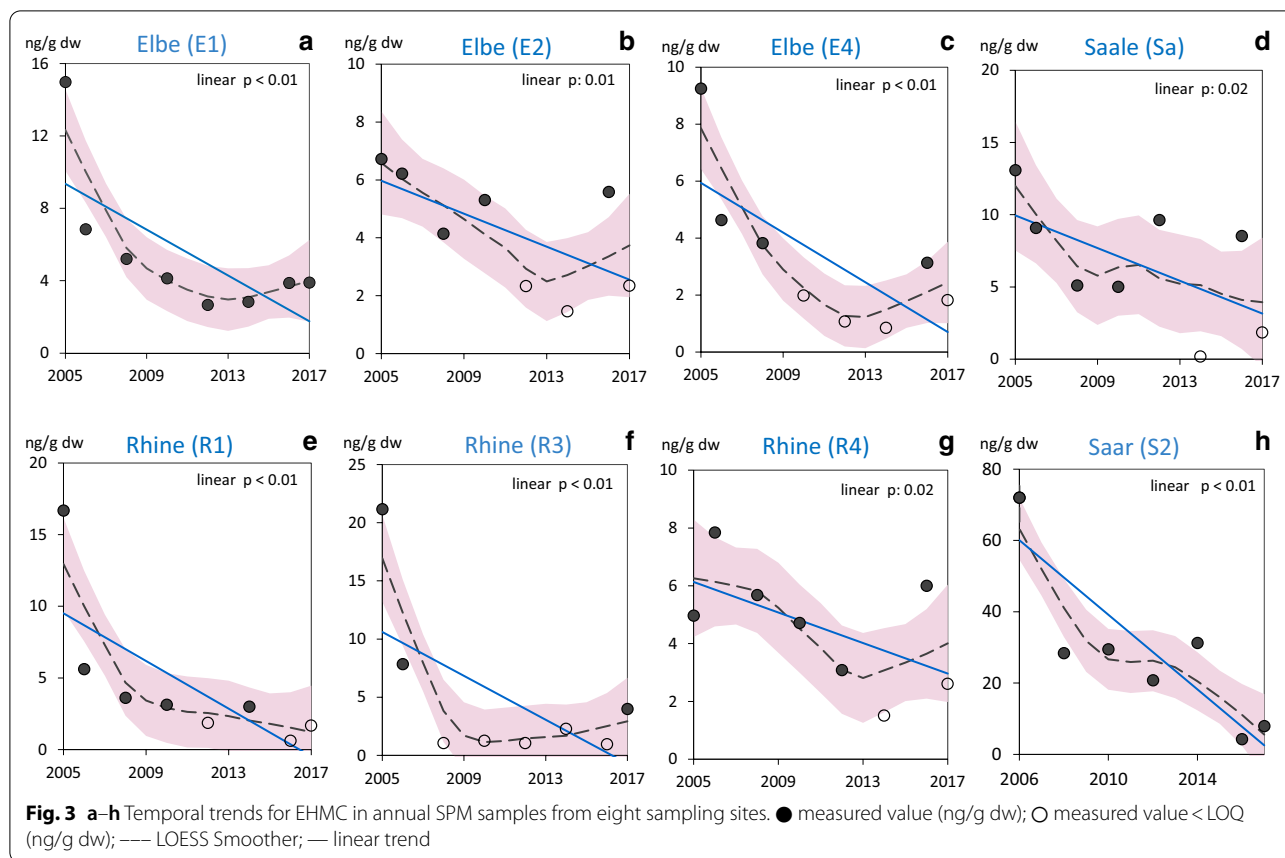 ng/g dw Elbe (E1) a
linear p < 0.01
16
12
8
4
0
2005 2009 2013 2017
ng/g dw Elbe (E2) b
linear p: 0.01
10
8
6
4
2
0
2005 2009 2013 2017
ng/g dw Elbe (E4) c
linear p < 0.01
10
8
6
4
2
0
2005 2009 2013 2017
ng/g dw Saale (Sa) d
linear p: 0.02
20
15
10
5
0
2005 2009 2013 2017
ng/g dw Rhine (R1) e
linear p < 0.01
20
15
10
5
0
2005 2009 2013 2017
ng/g dw Rhine (R3) f
linear p < 0.01
25
20
15
10
5
0
2005 2009 2013 2017
ng/g dw Rhine (R4) g
linear p: 0.02
10
8
6
4
2
0
2005 2009 2013 2017
ng/g dw Saar (S2) h
linear p < 0.01
80
60
40
20
0
2006 2010 2014
Fig. 3 a–h Temporal trends for EHMC in annual SPM samples from eight sampling sites. ● measured value (ng/g dw); ○ measured value < LOQ
(ng/g dw); ––– LOESS Smoother; — linear trend